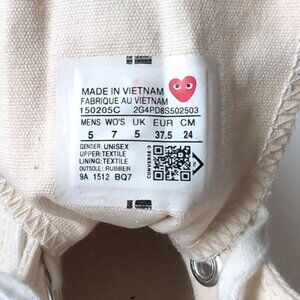 MADE IN VIETNAM
FABRIQUE AU VIETNAM
150205C 2G4PD8S502503
MENS WO'S UK EUR CM
5 7 5 37.5 24
GENDER: UNISEX
UPPER:TEXTILE
LINING:TEXTILE
OUTSOLE: RUBBER
9A 1512 BQ7
CONVERSE